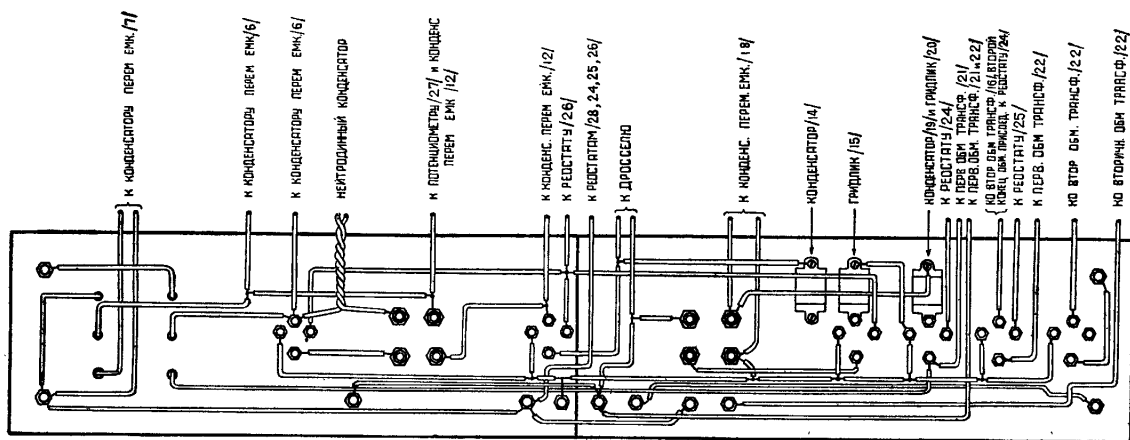 К КОНДЕНСАТОРУ ПЕРЕМ ЕМК./7/
К КОНДЕНСАТОРУ ПЕРЕМ ЕМК/6/
К КОНДЕНСАТОРУ ПЕРЕМ ЕМК/6/
НЕЙТРОДИННЫЙ КОНДЕНСАТОР
К ПОТЕНЦИОМЕТРУ/27/ И КОНДЕНС
ПЕРЕМ ЕМК /12/
К КОНДЕНС. ПЕРЕМ ЕМК./12/
К РЕОСТАТУ/26/
К РЕОСТАТАМ/28,24,25,26/
К ДРОССЕЛЮ
К КОНДЕНС. ПЕРЕМ. ЕМК./18/
КОНДЕНСАТОР/14/
ГРИДЛИК/15/
КОНДЕНСАТОР/19/И ГРИДЛИК/20/
К РЕОСТАТУ/24/
К ПЕРВ ОБМ ТРАНСФ./21/
К ПЕРВ. ОБМ. ТРАНСФ./21 И 22/
КО ВТОР ОБМ ТРАНСФ./16/,ВТОРОЙ
КОНЕЦ ОБМ. ПРИСОЕД. К РЕОСТАТУ/24/
К РЕОСТАТУ/25/
К ПЕРВ. ОБМ ТРАНСФ./22/
КО ВТОР ОБМ. ТРАНСФ./22/
КО ВТОРИЧН ОБМ ТРАНСФ./22/